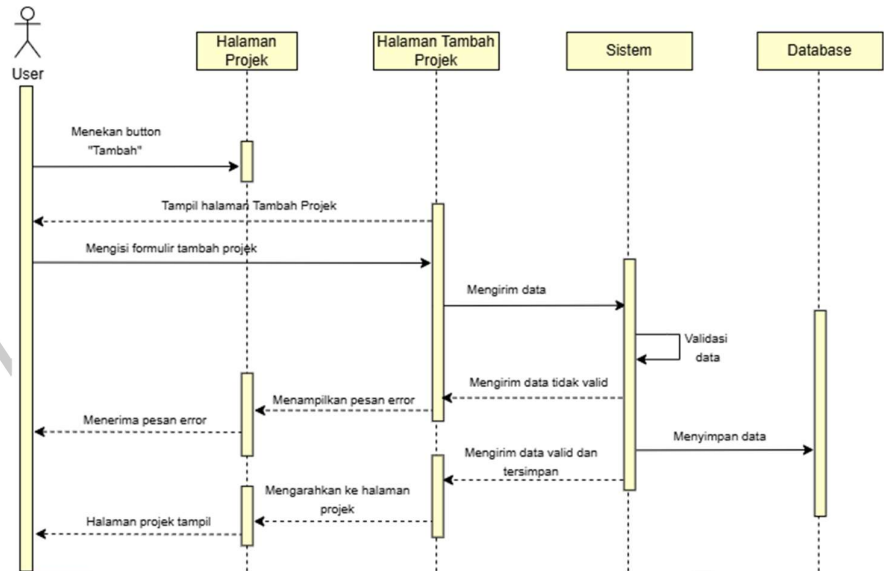 User
Halaman
Projek
Halaman Tambah
Projek
Sistem
Database
Menekan button
"Tambah"
Tampil halaman Tambah Projek
Mengisi formulir tambah projek
Mengirim data
Validasi
data
Mengirim data tidak valid
Menampilkan pesan error
Menerima pesan error
Menyimpan data
Mengirim data valid dan
tersimpan
Mengarahkan ke halaman
projek
Halaman projek tampil